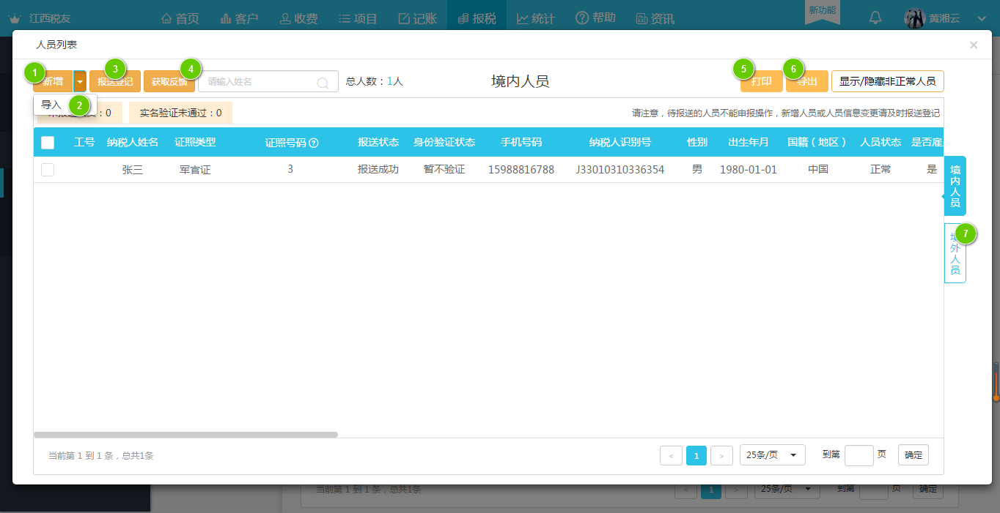 江西税友
首页
客户
收费
项目
记账
报税
统计
帮助
资讯
新功能
黄湘云
人员列表
×
1
新增
3
报送登记
4
获取反馈
请输入姓名
总人数：1人
境内人员
5
打印
6
导出
显示/隐藏非正常人员
导入
2
：0
实名验证未通过：0
请注意，待报送的人员不能申报操作，新增人员或人员信息变更请及时报送登记
工号 纳税人姓名 证照类型 证照号码 ? 报送状态 身份验证状态 手机号码 纳税人识别号 性别 出生年月 国籍（地区） 人员状态 是否雇
张三 军官证 3 报送成功 暂不验证 15988816788 J33010310336354 男 1980-01-01 中国 正常 是
境内人员
7
境外人员
当前第 1 到 1 条，总共1条
< 1 > 25条/页 到第 页 确定
当前第 1 到 1 条，总共1条
< 1 > 25条/页 到第 页 确定